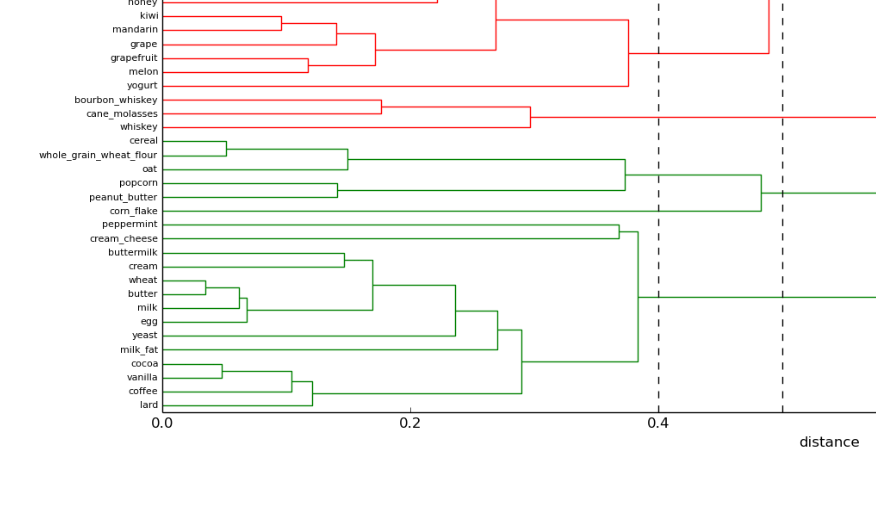 honey
kiwi
mandarin
grape
grapefruit
melon
yogurt
bourbon_whiskey
cane_molasses
whiskey
cereal
whole_grain_wheat_flour
oat
popcorn
peanut_butter
corn_flake
peppermint
cream_cheese
buttermilk
cream
wheat
butter
milk
egg
yeast
milk_fat
cocoa
vanilla
coffee
lard
0.0 0.2 0.4
distance